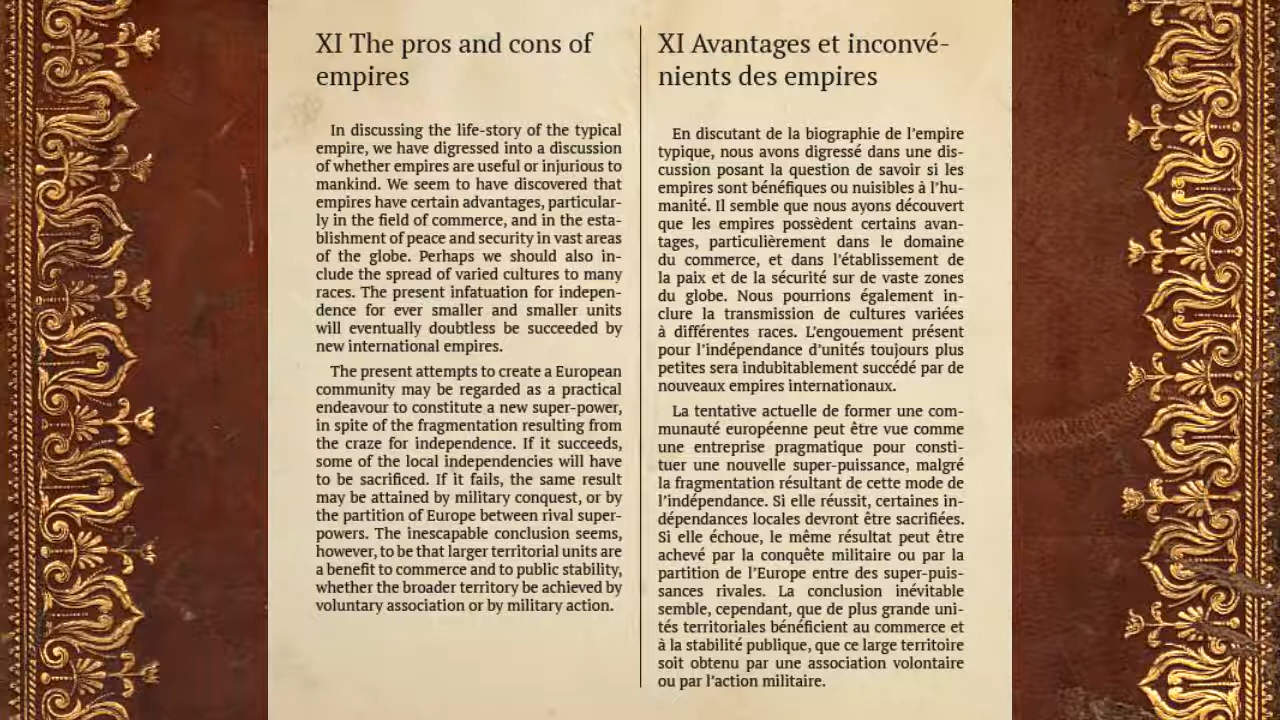 XI The pros and cons of
empires
In discussing the life-story of the typical
empire, we have digressed into a discussion
of whether empires are useful or injurious to
mankind. We seem to have discovered that
empires have certain advantages, particular-
ly in the field of commerce, and in the esta-
blishment of peace and security in vast areas
of the globe. Perhaps we should also in-
clude the spread of varied cultures to many
races. The present infatuation for indepen-
dence for ever smaller and smaller units
will eventually doubtless be succeeded by
new international empires.
The present attempts to create a European
community may be regarded as a practical
endeavour to constitute a new super-power,
in spite of the fragmentation resulting from
the craze for independence. If it succeeds,
some of the local independencies will have
to be sacrificed. If it fails, the same result
may be attained by military conquest, or by
the partition of Europe between rival super-
powers. The inescapable conclusion seems,
however, to be that larger territorial units are
a benefit to commerce and to public stability,
whether the broader territory be achieved by
voluntary association or by military action.
XI Avantages et inconvé-
nients des empires
En discutant de la biographie de l'empire
typique, nous avons digressé dans une dis-
cussion posant la question de savoir si les
empires sont bénéfiques ou nuisibles à l'hu-
manité. Il semble que nous ayons découvert
que les empires possèdent certains avan-
tages, particulièrement dans le domaine
du commerce, et dans l'établissement de
la paix et de la sécurité sur de vaste zones
du globe. Nous pourrions également in-
clure la transmission de cultures variées
à différentes races. L'engouement présent
pour l'indépendance d'unités toujours plus
petites sera indubitablement succédé par de
nouveaux empires internationaux.
La tentative actuelle de former une com-
munauté européenne peut être vue comme
une entreprise pragmatique pour consti-
tuer une nouvelle super-puissance, malgré
la fragmentation résultant de cette mode de
l'indépendance. Si elle réussit, certaines in-
dépendances locales devront être sacrifiées.
Si elle échoue, le même résultat peut être
achevé par la conquête militaire ou par la
partition de l'Europe entre des super-puis-
sances rivales. La conclusion inévitable
semble, cependant, que de plus grande uni-
tés territoriales bénéficient au commerce et
à la stabilité publique, que ce large territoire
soit obtenu par une association volontaire
ou par l'action militaire.